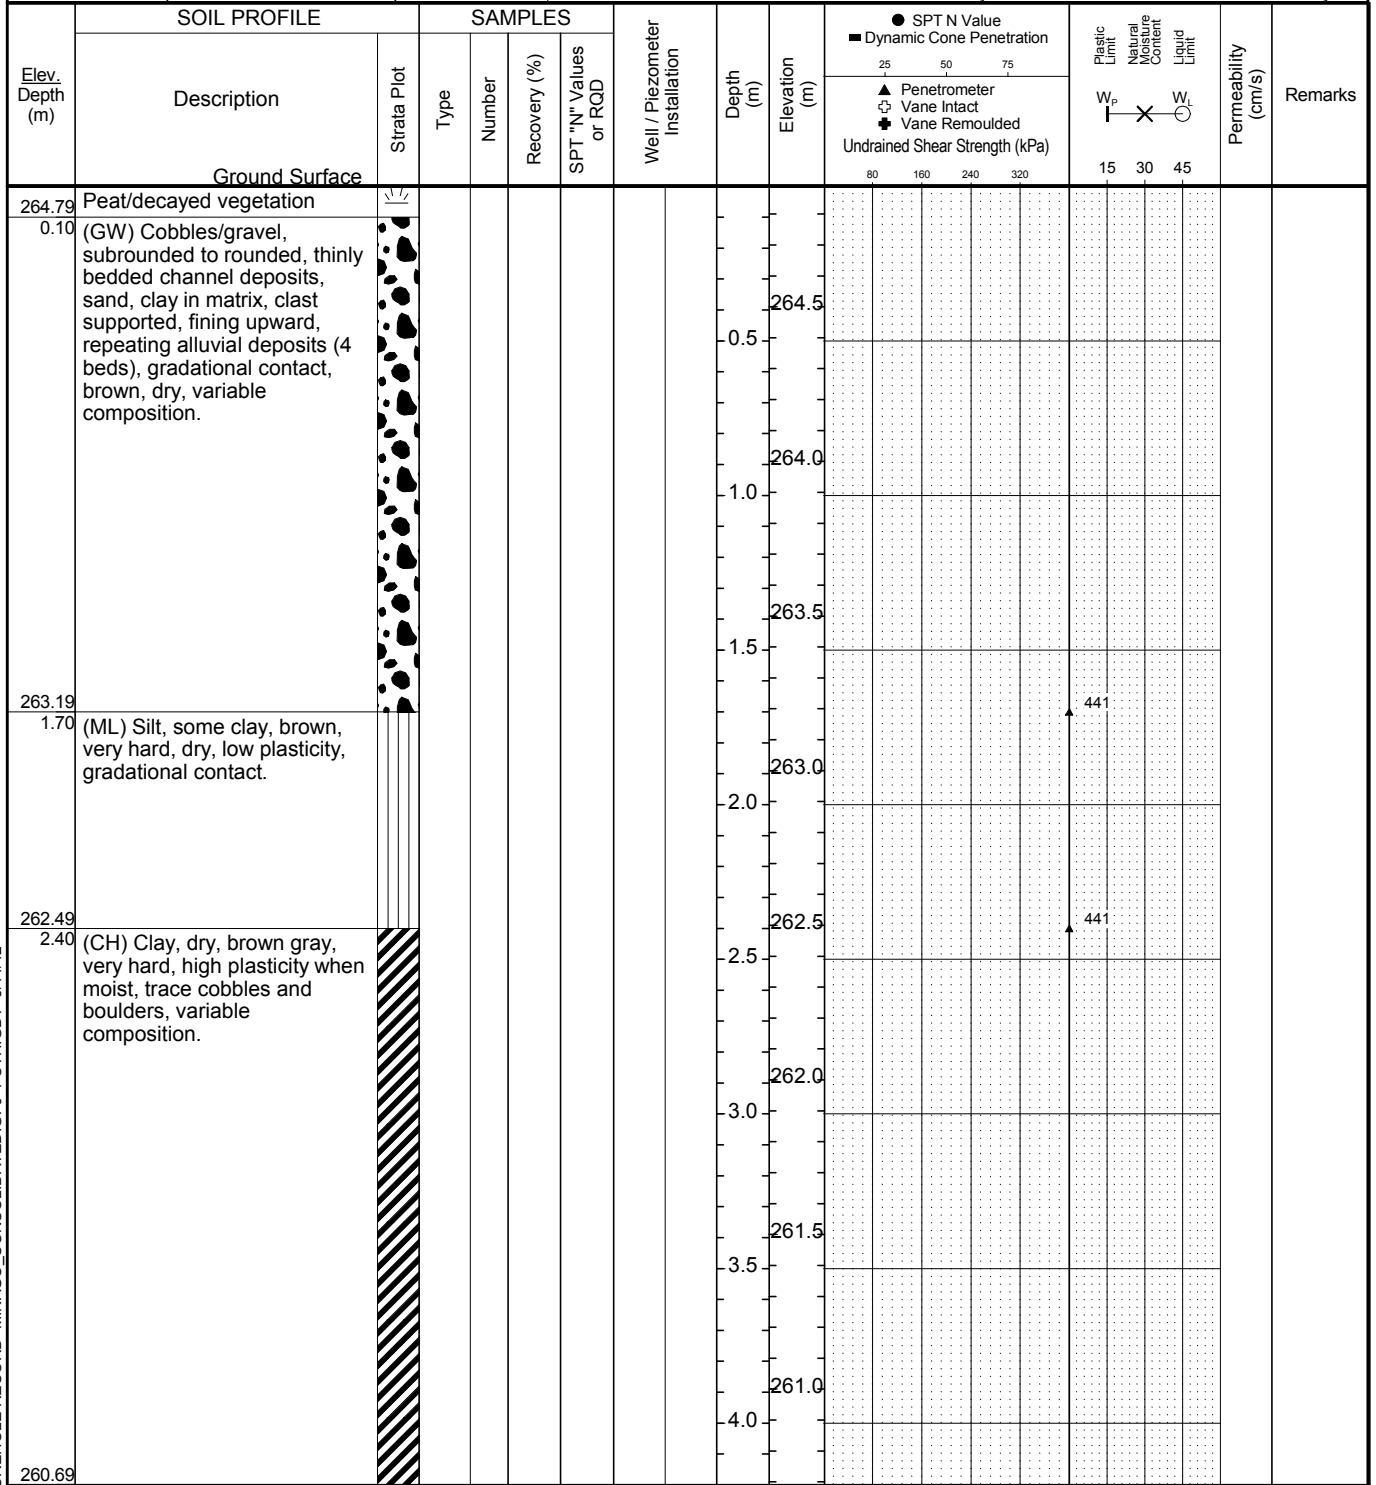 SOIL PROFILE
SAMPLES
Elev.
Depth
(m)
Description
Ground Surface
Strata Plot
Type
Number
Recovery (%)
SPT "N" Values
or RQD
Well / Piezometer
Installation
Depth
(m)
Elevation
(m)
SPT N Value
Dynamic Cone Penetration
25 50 75
Penetrometer
Vane Intact
Vane Remoulded
Undrained Shear Strength (kPa)
80 160 240 320
Plastic
Limit
Natural
Moisture
Content
Liquid
Limit
WP WL
15 30 45
Permeability
(cm/s)
Remarks
264.79
Peat/decayed vegetation
0.10
(GW) Cobbles/gravel,
subrounded to rounded, thinly
bedded channel deposits,
sand, clay in matrix, clast
supported, fining upward,
repeating alluvial deposits (4
beds), gradational contact,
brown, dry, variable
composition.
264.5
0.5
264.0
1.0
263.5
1.5
263.19
441
1.70
(ML) Silt, some clay, brown,
very hard, dry, low plasticity,
gradational contact.
263.0
2.0
262.49
262.5
441
2.40
(CH) Clay, dry, brown gray,
very hard, high plasticity when
moist, trace cobbles and
boulders, variable
composition.
2.5
262.0
3.0
261.5
3.5
261.0
4.0
260.69